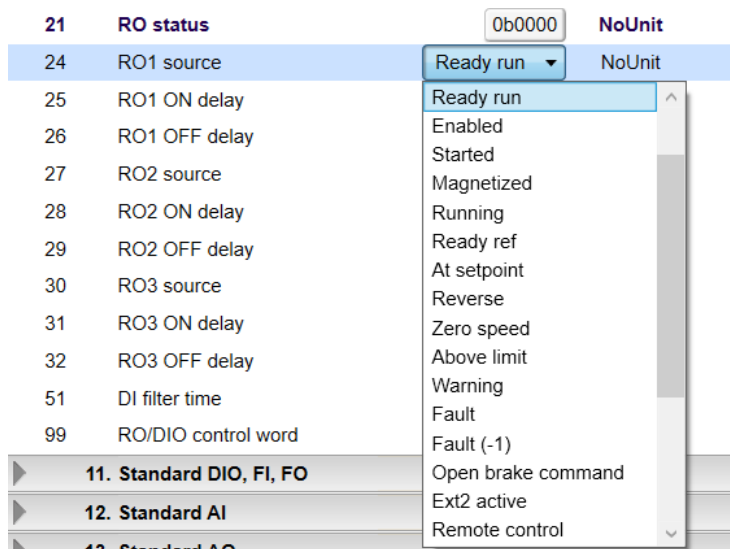 21 RO status 0b0000 NoUnit
24 RO1 source Ready run NoUnit
25 RO1 ON delay Ready run
26 RO1 OFF delay Enabled
Started
27 RO2 source Magnetized
28 RO2 ON delay Running
29 RO2 OFF delay Ready ref
At setpoint
30 RO3 source Reverse
31 RO3 ON delay Zero speed
32 RO3 OFF delay Above limit
51 DI filter time Warning
Fault
99 RO/DIO control word Fault (-1)
11. Standard DIO, FI, FO Open brake command
12. Standard AI Ext2 active
Remote control
13. Standard AO